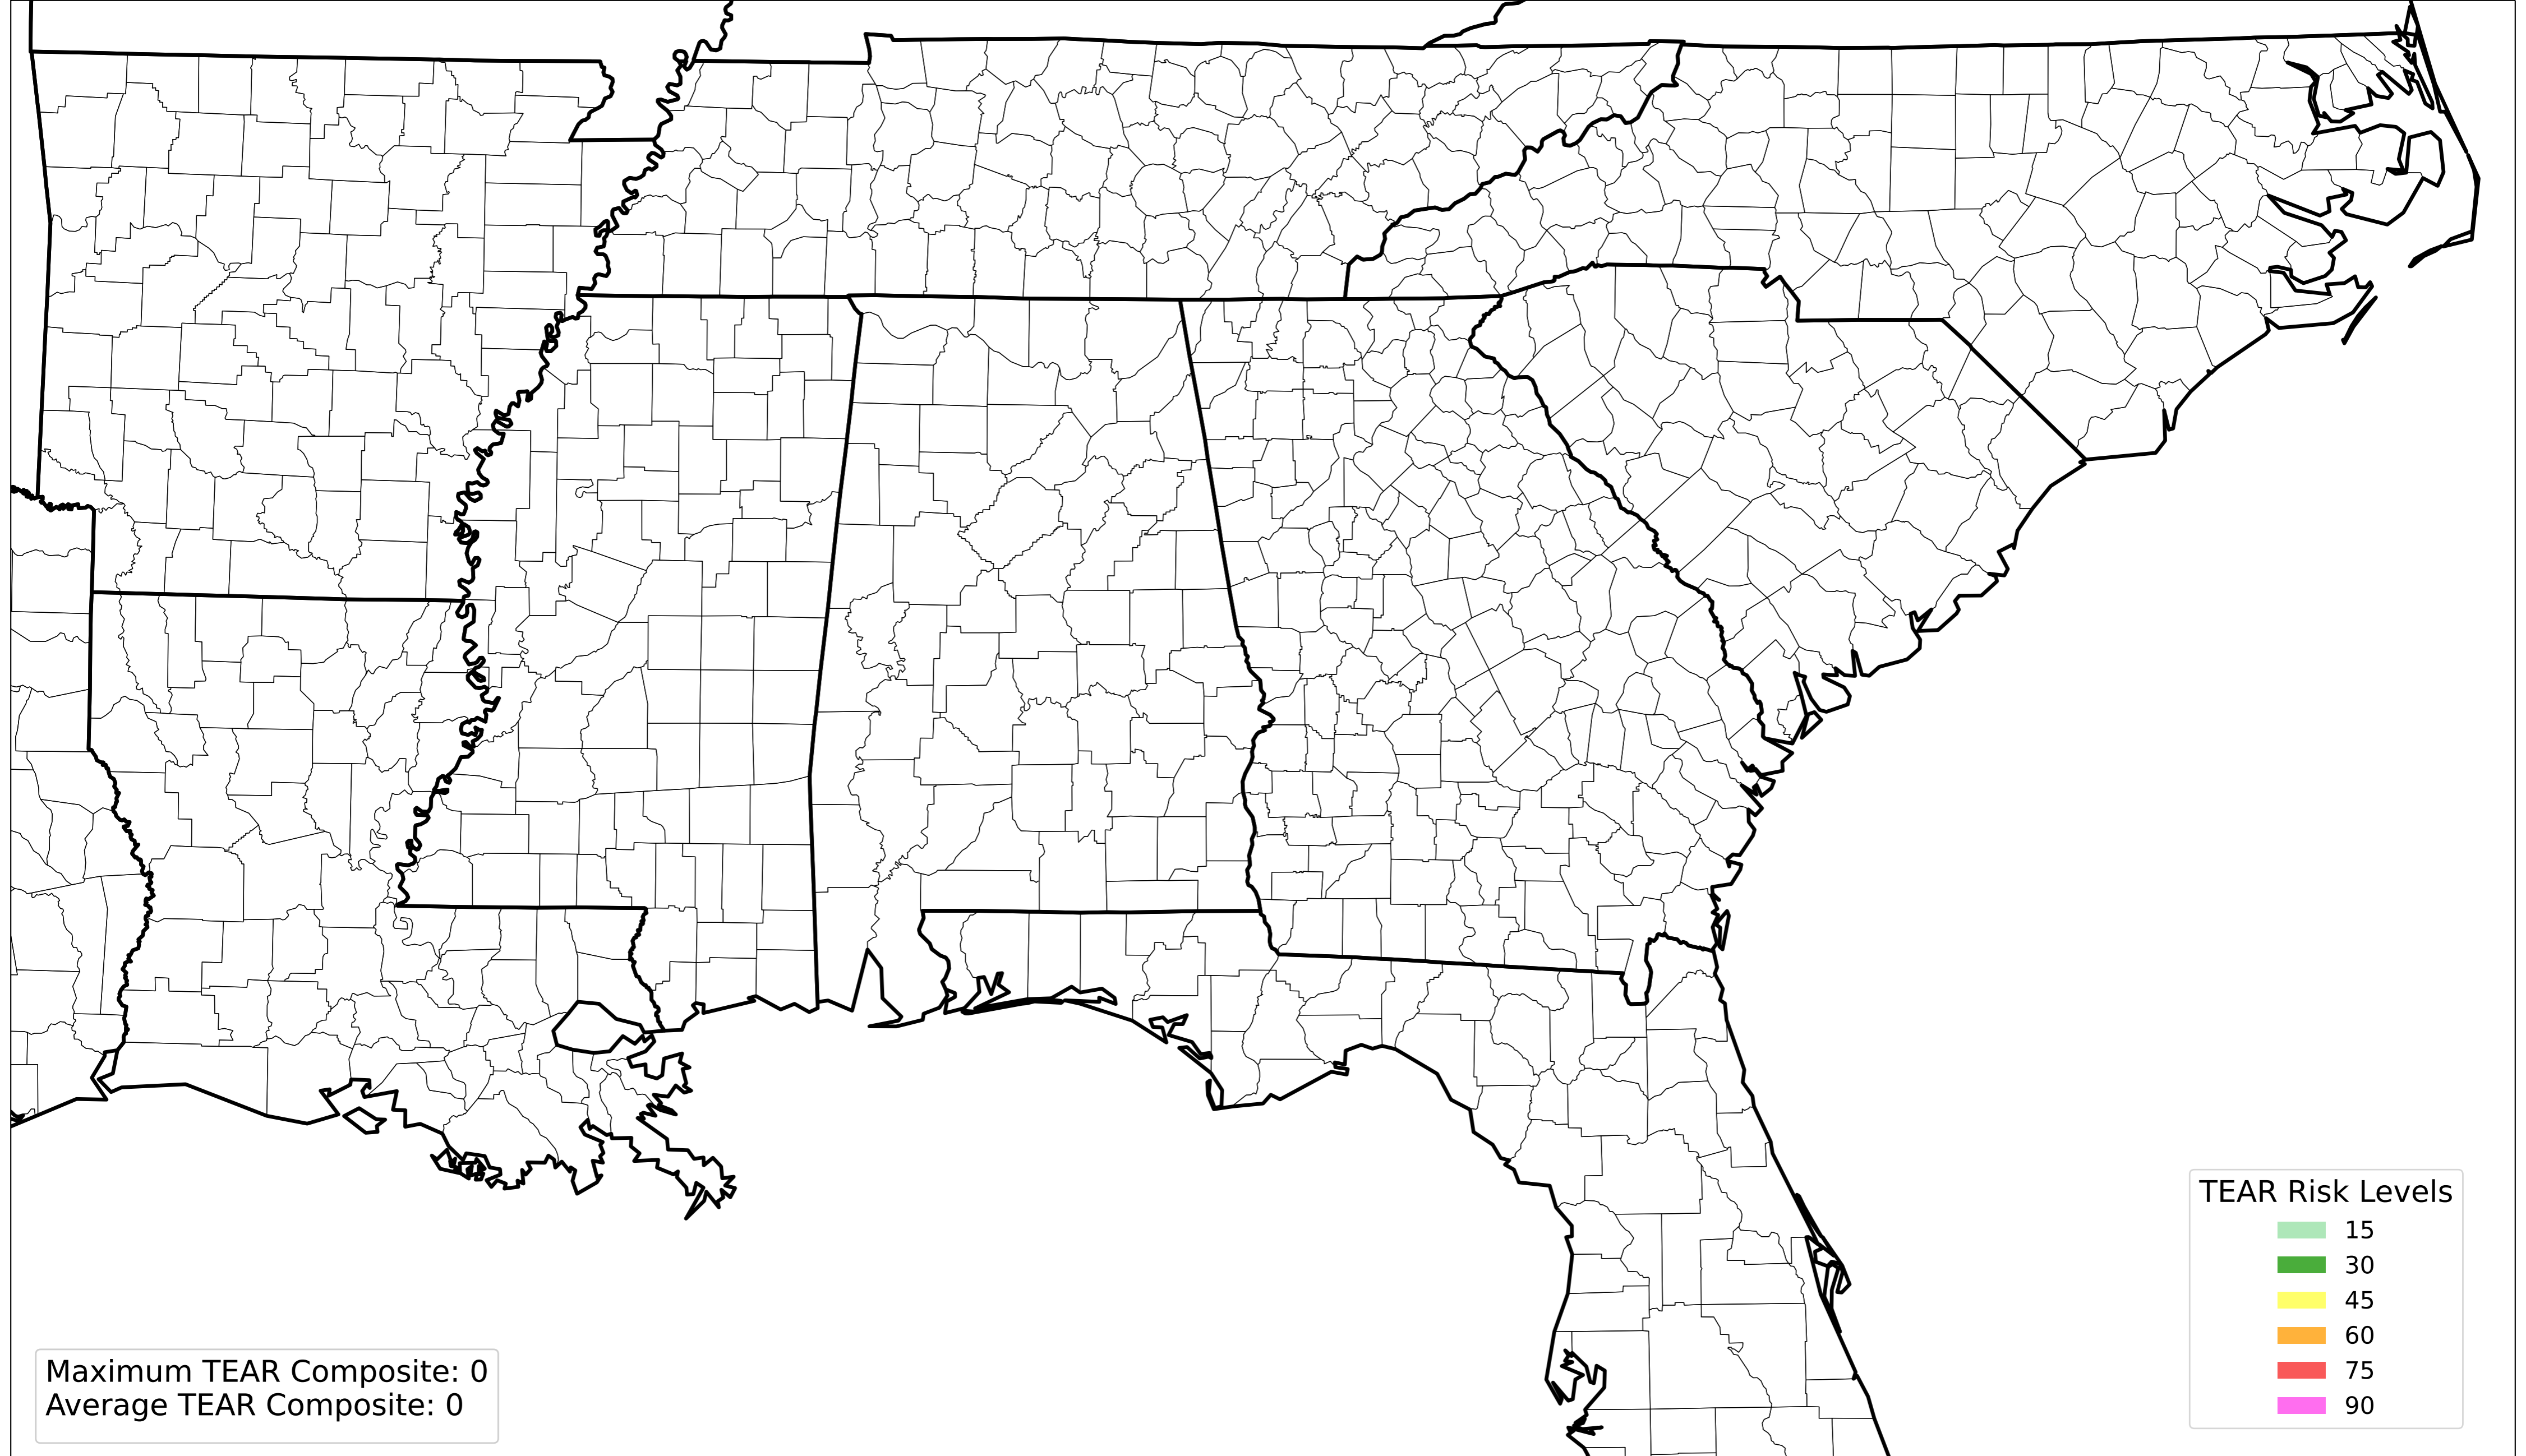 Maximum TEAR Composite: 0
Average TEAR Composite: 0
TEAR Risk Levels
15
30
45
60
75
90